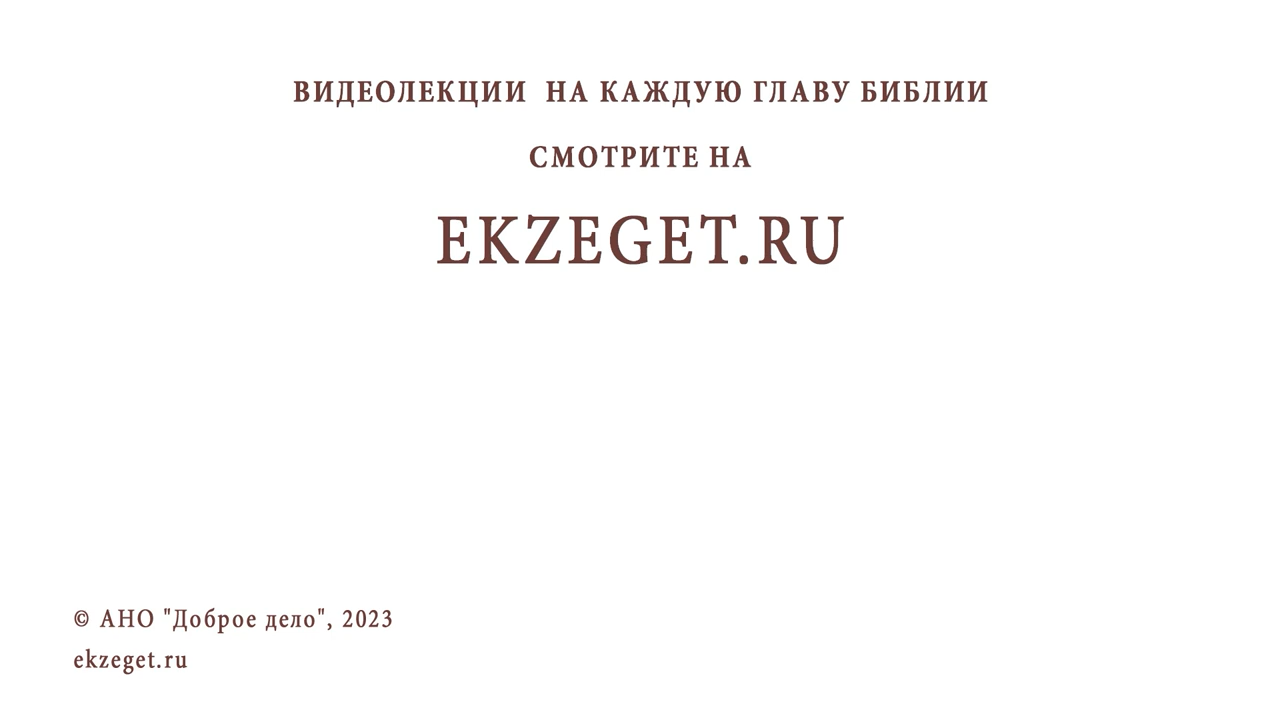 ВИДЕОЛЕКЦИИ НА КАЖДУЮ ГЛАВУ БИБЛИИ
СМОТРИТЕ НА
EKZEGET.RU
© АНО "Доброе дело", 2023
ekzeget.ru